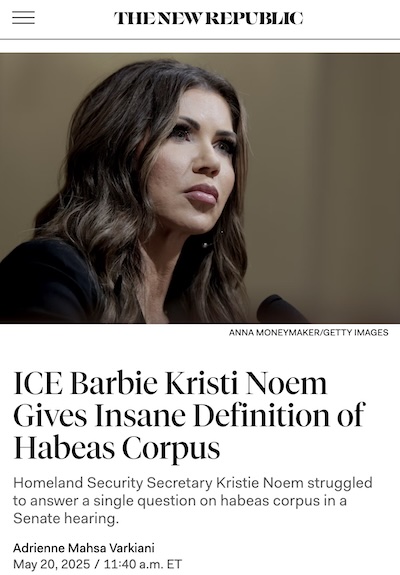 THE NEW REPUBLIC
ANNA MONEYMAKER/GETTY IMAGES
ICE Barbie Kristi Noem
Gives Insane Definition of
Habeas Corpus
Homeland Security Secretary Kristie Noem struggled
to answer a single question on habeas corpus in a
Senate hearing.
Adrienne Mahsa Varkiani
May 20, 2025 / 11:40 a.m. ET